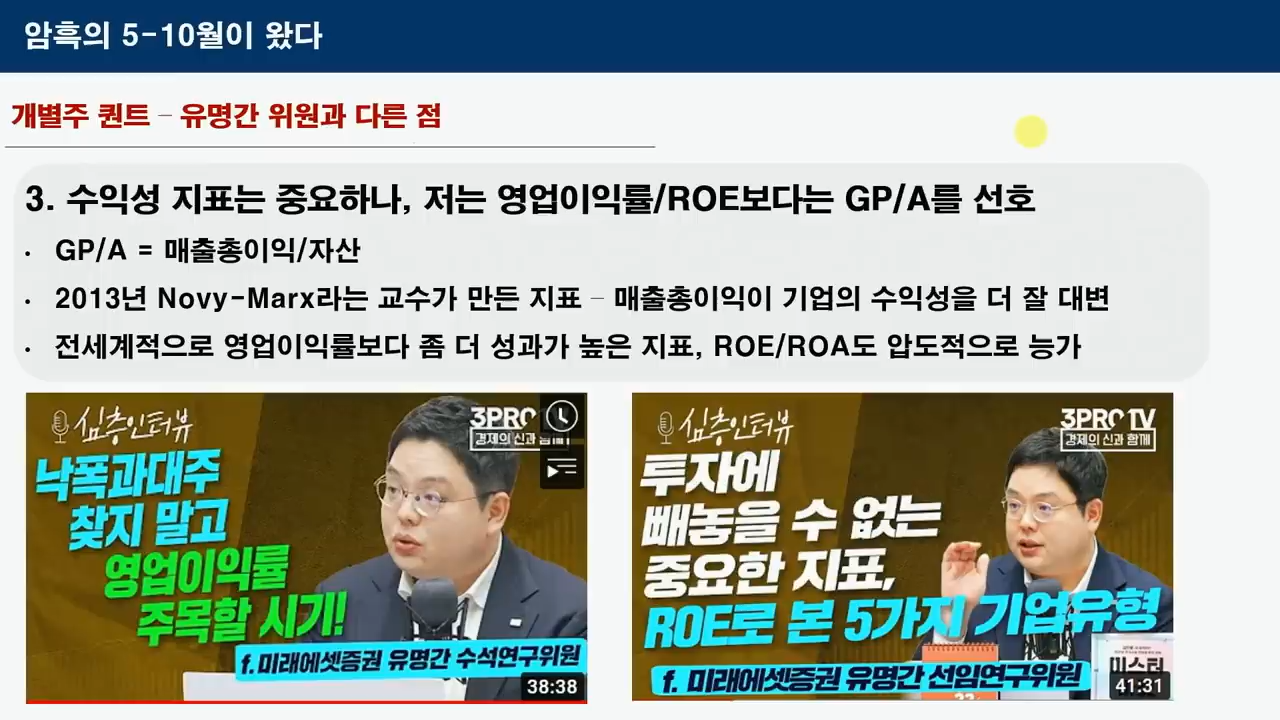 암흑의 5-10월이 왔다
개별주 퀀트 – 유명간 위원과 다른 점
3. 수익성 지표는 중요하나, 저는 영업이익률/ROE보다는 GP/A를 선호
· GP/A = 매출총이익/자산
· 2013년 Novy-Marx라는 교수가 만든 지표 – 매출총이익이 기업의 수익성을 더 잘 대변
· 전세계적으로 영업이익률보다 좀 더 성과가 높은 지표, ROE/ROA도 압도적으로 능가
심층인터뷰
3PRO
경제의 신과 함께
낙폭과대주
찾지 말고
영업이익률
주목할 시기!
f. 미래에셋증권 유명간 수석연구위원
38:38
심층인터뷰
3PROTV
경제의 신과 함께
투자에
빼놓을 수 없는
중요한 지표,
ROE로 본 5가지 기업유형
f. 미래에셋증권 유명간 선임연구위원
41:31